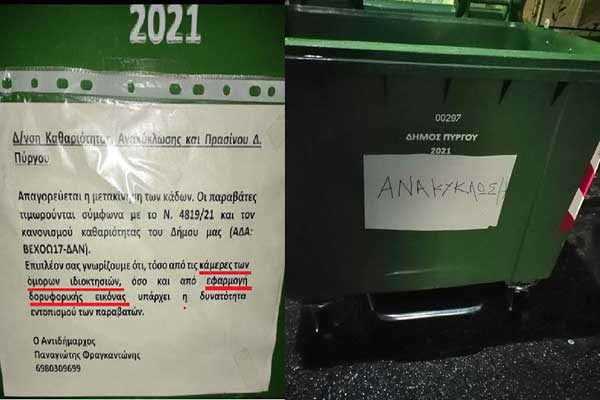 2021
Δ/νση Καθαριότητας, Ανακύκλωσης και Πρασίνου Δ.
Πύργου
Απαγορεύεται η μετακίνηση των κάδων. Οι παραβάτες
τιμωρούνται σύμφωνα με το Ν. 4819/21 και τον
κανονισμό καθαριότητας του Δήμου μας (ΑΔΑ:
ΒΕΧΟΩ17-ΔΑΝ).
Επιπλέον σας γνωρίζουμε ότι, τόσο από τις κάμερες των
όμορων ιδιοκτησιών, όσο και από εφαρμογή
δορυφορικής εικόνας υπάρχει η δυνατότητα
εντοπισμού των παραβατών.
Ο Αντιδήμαρχος
Παναγιώτης Φραγκαντώνης
6980309699
00297
ΔΗΜΟΣ ΠΥΡΓΟΥ
2021
ΑΝΑΚΥΚΛΩΣΗ